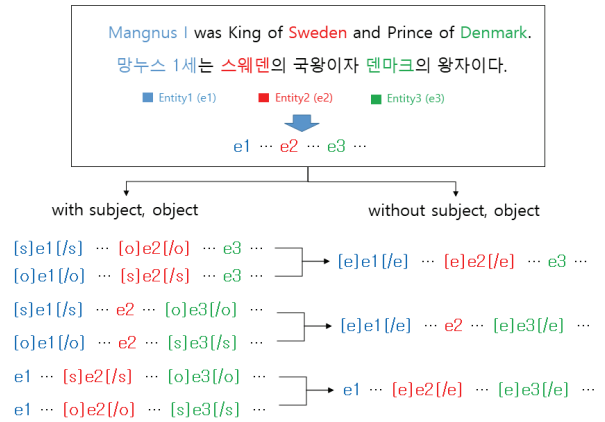 Mangnus I was King of Sweden and Prince of Denmark.
망누스 1세는 스웨덴의 국왕이자 덴마크의 왕자이다.
Entity1 (e1) Entity2 (e2) Entity3 (e3)
e1 ··· e2 ··· e3 ···
with subject, object without subject, object
[s]e1[/s] ··· [o]e2[/o] ··· e3 ···
[o]e1[/o] ··· [s]e2[/s] ··· e3 ···
[e]e1[/e] ··· [e]e2[/e] ··· e3 ···
[s]e1[/s] ··· e2 ··· [o]e3[/o] ···
[o]e1[/o] ··· e2 ··· [s]e3[/s] ···
[e]e1[/e] ··· e2 ··· [e]e3[/e] ···
e1 ··· [s]e2[/s] ··· [o]e3[/o] ···
e1 ··· [o]e2[/o] ··· [s]e3[/s] ···
e1 ··· [e]e2[/e] ··· [e]e3[/e] ···